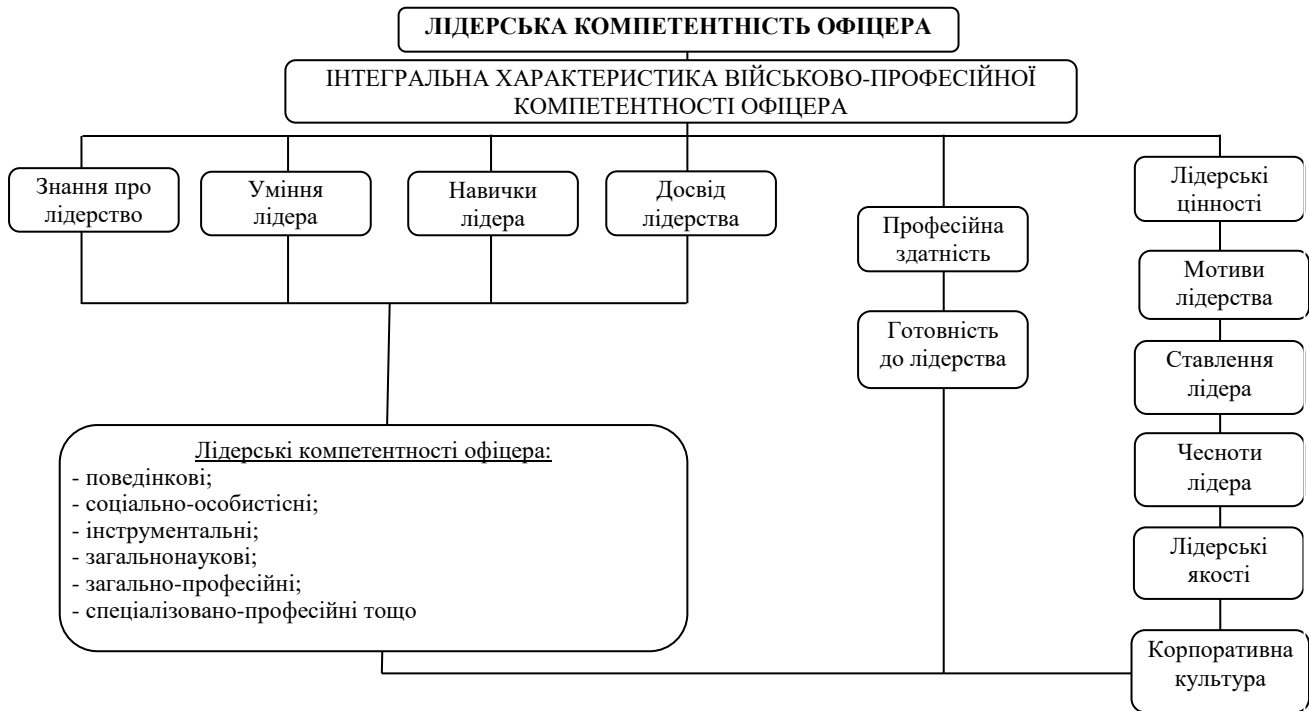 ЛІДЕРСЬКА КОМПЕТЕНТНІСТЬ ОФІЦЕРА
ІНТЕГРАЛЬНА ХАРАКТЕРИСТИКА ВІЙСЬКОВО-ПРОФЕСІЙНОЇ
КОМПЕТЕНТНОСТІ ОФІЦЕРА
Знання про
лідерство
Уміння
лідера
Навички
лідера
Досвід
лідерства
Професійна
здатність
Готовність
до лідерства
Лідерські
цінності
Мотиви
лідерства
Ставлення
лідера
Чесноти
лідера
Лідерські
якості
Корпоративна
культура
Лідерські компетентності офіцера:
- поведінкові;
- соціально-особистісні;
- інструментальні;
- загальнонаукові;
- загально-професійні;
- спеціалізовано-професійні тощо